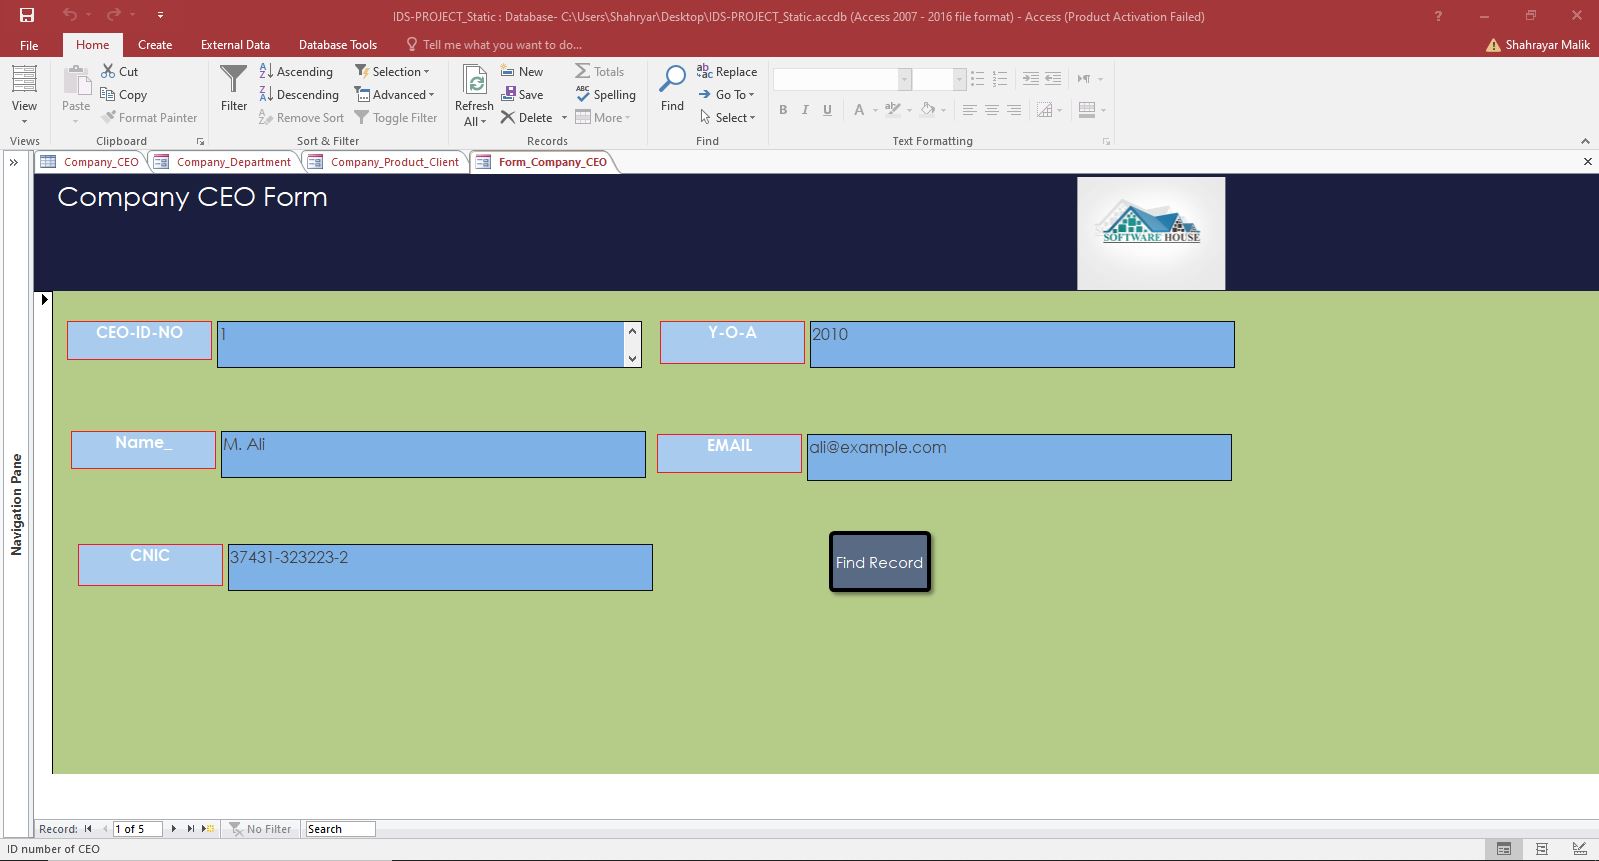 IDS-PROJECT_Static : Database- C:\Users\Shahryar\Desktop\IDS-PROJECT_Static.accdb (Access 2007 - 2016 file format) - Access (Product Activation Failed)
?
File Home Create External Data Database Tools Tell me what you want to do... Shahrayar Malik
View
Views
Paste
Cut
Copy
Format Painter
Clipboard
Filter
Ascending
Descending
Remove Sort
Selection
Advanced
Toggle Filter
Sort & Filter
Refresh
All
New
Save
Delete
Totals
Spelling
More
Records
Find
Replace
Go To
Select
Find
B I U A
Text Formatting
Company_CEO Company_Department Company_Product_Client Form_Company_CEO
Navigation Pane
Company CEO Form
SOFTWARE HOUSE
CEO-ID-NO 1 Y-O-A 2010
Name_ M. Ali EMAIL ali@example.com
CNIC 37431-323223-2 Find Record
Record: 1 of 5 No Filter Search
ID number of CEO